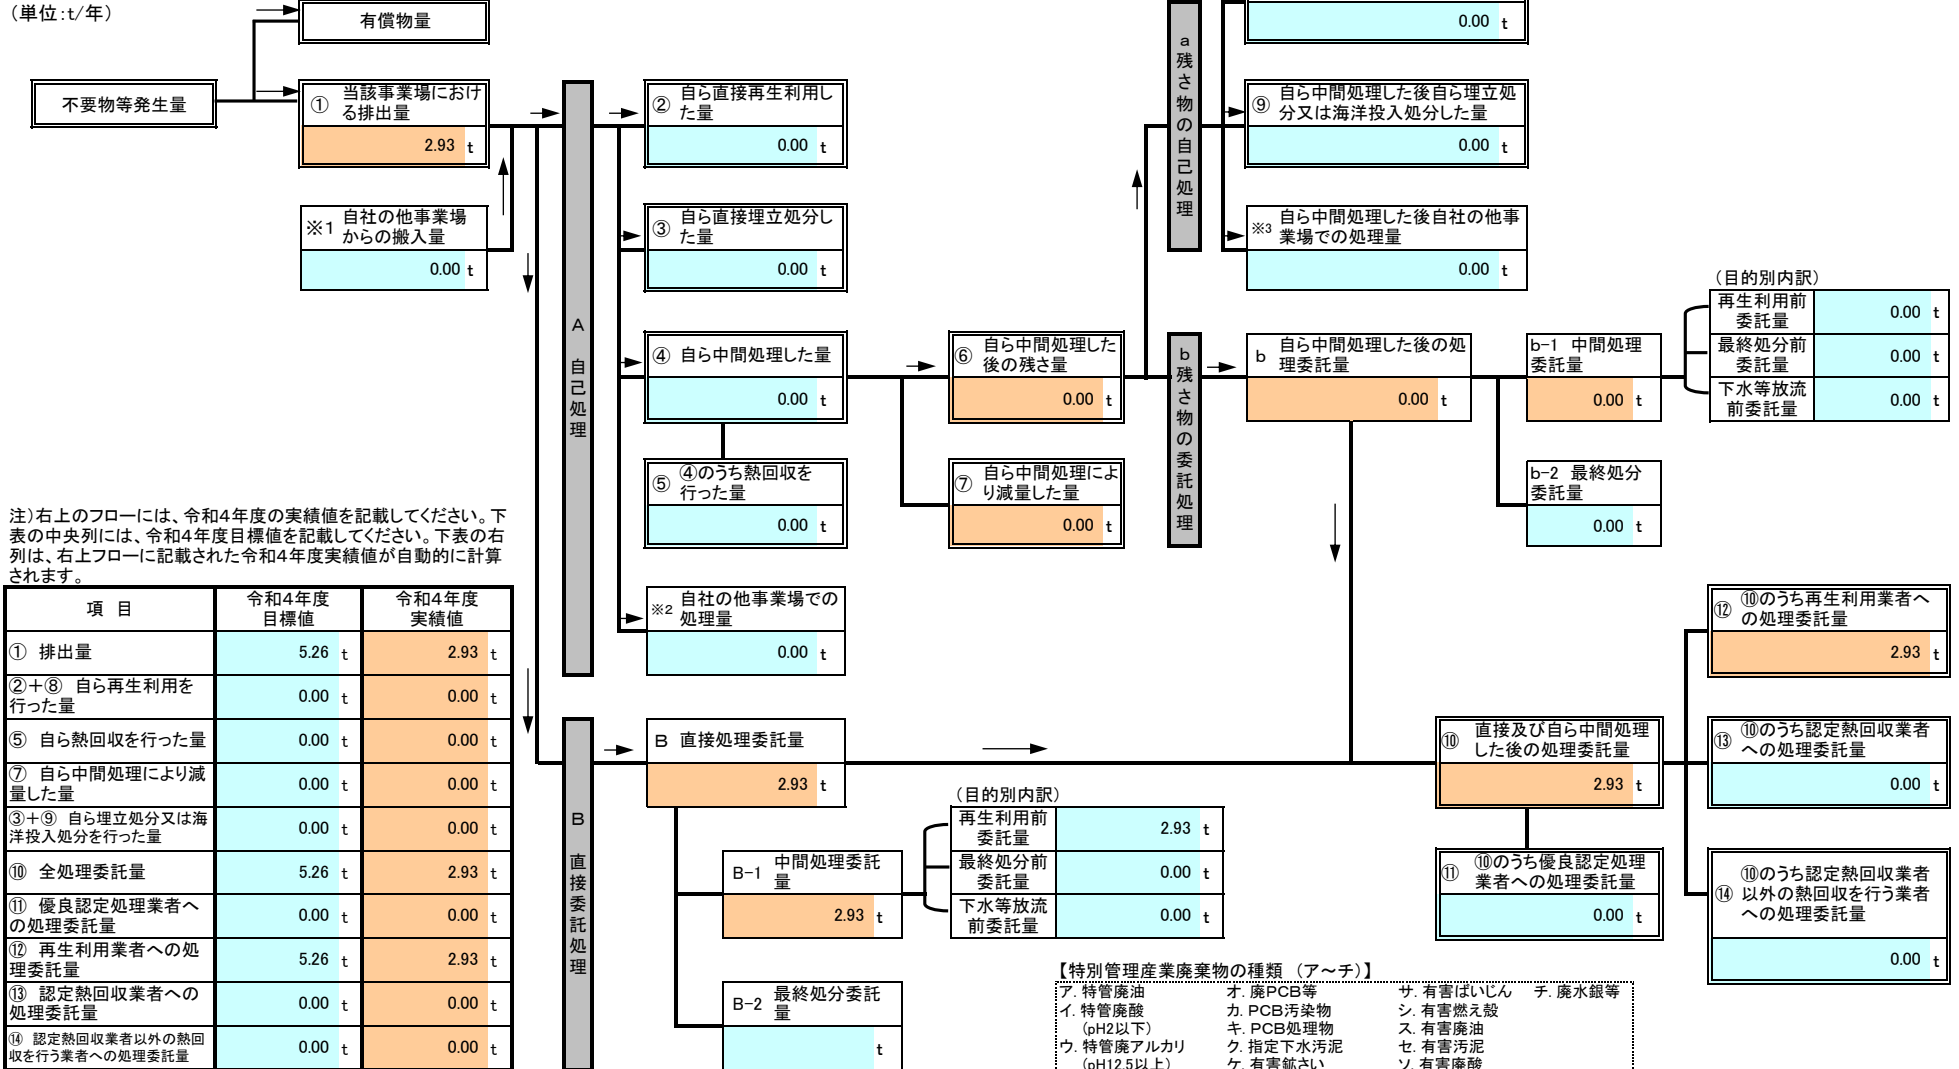 （単位：t/年）
有償物量
不要物等発生量
① 当該事業場におけ
る排出量
2.93 t
※1 自社の他事業場
からの搬入量
0.00 t
A 自己処理
② 自ら直接再生利用し
た量
0.00 t
③ 自ら直接埋立処分し
た量
0.00 t
④ 自ら中間処理した量
0.00 t
⑤ ④のうち熱回収を
行った量
0.00 t
※2 自社の他事業場での
処理量
0.00 t
⑥ 自ら中間処理した
後の残さ量
0.00 t
⑦ 自ら中間処理によ
り減量した量
0.00 t
a 残さ物の自己処理
0.00 t
⑨ 自ら中間処理した後自ら埋立処
分又は海洋投入処分した量
0.00 t
※3 自ら中間処理した後自社の他事
業場での処理量
0.00 t
b 残さ物の委託処理
b 自ら中間処理した後の処
理委託量
0.00 t
b-1 中間処理
委託量
0.00 t
（目的別内訳）
再生利用前
委託量 0.00 t
最終処分前
委託量 0.00 t
下水等放流
前委託量 0.00 t
b-2 最終処分
委託量
0.00 t
注）右上のフローには、令和4年度の実績値を記載してください。下
表の中央列には、令和4年度目標値を記載してください。下表の右
列は、右上フローに記載された令和4年度実績値が自動的に計算
されます。
項 目 令和4年度
目標値 令和4年度
実績値
① 排出量 5.26 t 2.93 t
②＋⑧ 自ら再生利用を
行った量 0.00 t 0.00 t
⑤ 自ら熱回収を行った量 0.00 t 0.00 t
⑦ 自ら中間処理により減
量した量 0.00 t 0.00 t
③＋⑨ 自ら埋立処分又は海
洋投入処分を行った量 0.00 t 0.00 t
⑩ 全処理委託量 5.26 t 2.93 t
⑪ 優良認定処理業者へ
の処理委託量 0.00 t 0.00 t
⑫ 再生利用業者への処
理委託量 5.26 t 2.93 t
⑬ 認定熱回収業者への
処理委託量 0.00 t 0.00 t
⑭ 認定熱回収業者以外の熱回
収を行う業者への処理委託量 0.00 t 0.00 t
B 直接委託処理
B 直接処理委託量
2.93 t
B-1 中間処理委託
量
2.93 t
（目的別内訳）
再生利用前
委託量 2.93 t
最終処分前
委託量 0.00 t
下水等放流
前委託量 0.00 t
B-2 最終処分委託
量
t
⑩ 直接及び自ら中間処理
した後の処理委託量
2.93 t
⑪ ⑩のうち優良認定処理
業者への処理委託量
0.00 t
⑫ ⑩のうち再生利用業者へ
の処理委託量
2.93 t
⑬ ⑩のうち認定熱回収業者
への処理委託量
0.00 t
⑭ ⑩のうち認定熱回収業者
以外の熱回収を行う業者
への処理委託量
0.00 t
【特別管理産業廃棄物の種類 （ア～チ）】
ア. 特管廃油 オ. 廃PCB等 サ. 有害ばいじん チ. 廃水銀等
イ. 特管廃酸 カ. PCB汚染物 シ. 有害燃え殻
（pH2以下） キ. PCB処理物 ス. 有害廃油
ウ. 特管廃アルカリ ク. 指定下水汚泥 セ. 有害汚泥
（pH12.5以上） ケ. 有害鉱さい ソ. 有害廃酸